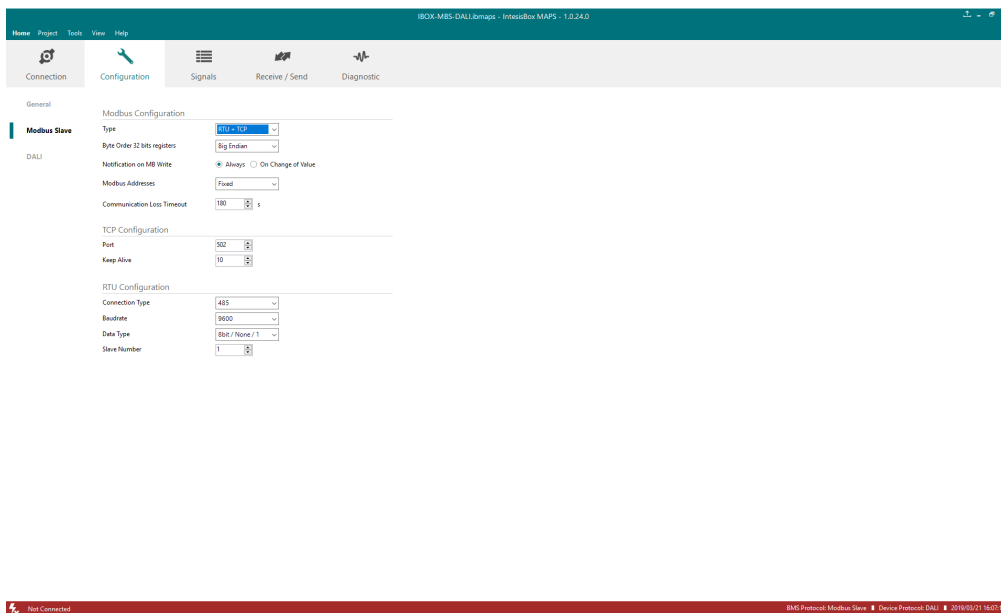 IBOX-MBS-DALI.ibmaps - IntesisBox MAPS - 1.0.24.0
Home Project Tools View Help
Connection Configuration Signals Receive / Send Diagnostic
General
Modbus Slave
DALI
Modbus Configuration
Type RTU + TCP
Byte Order 32 bits registers Big Endian
Notification on MB Write Always On Change of Value
Modbus Addresses Fixed
Communication Loss Timeout 180 s
TCP Configuration
Port 502
Keep Alive 10
RTU Configuration
Connection Type 485
Baudrate 9600
Data Type 8bit / None / 1
Slave Number 1
Not Connected BMS Protocol: Modbus Slave Device Protocol: DALI 2019/03/21 16:07: